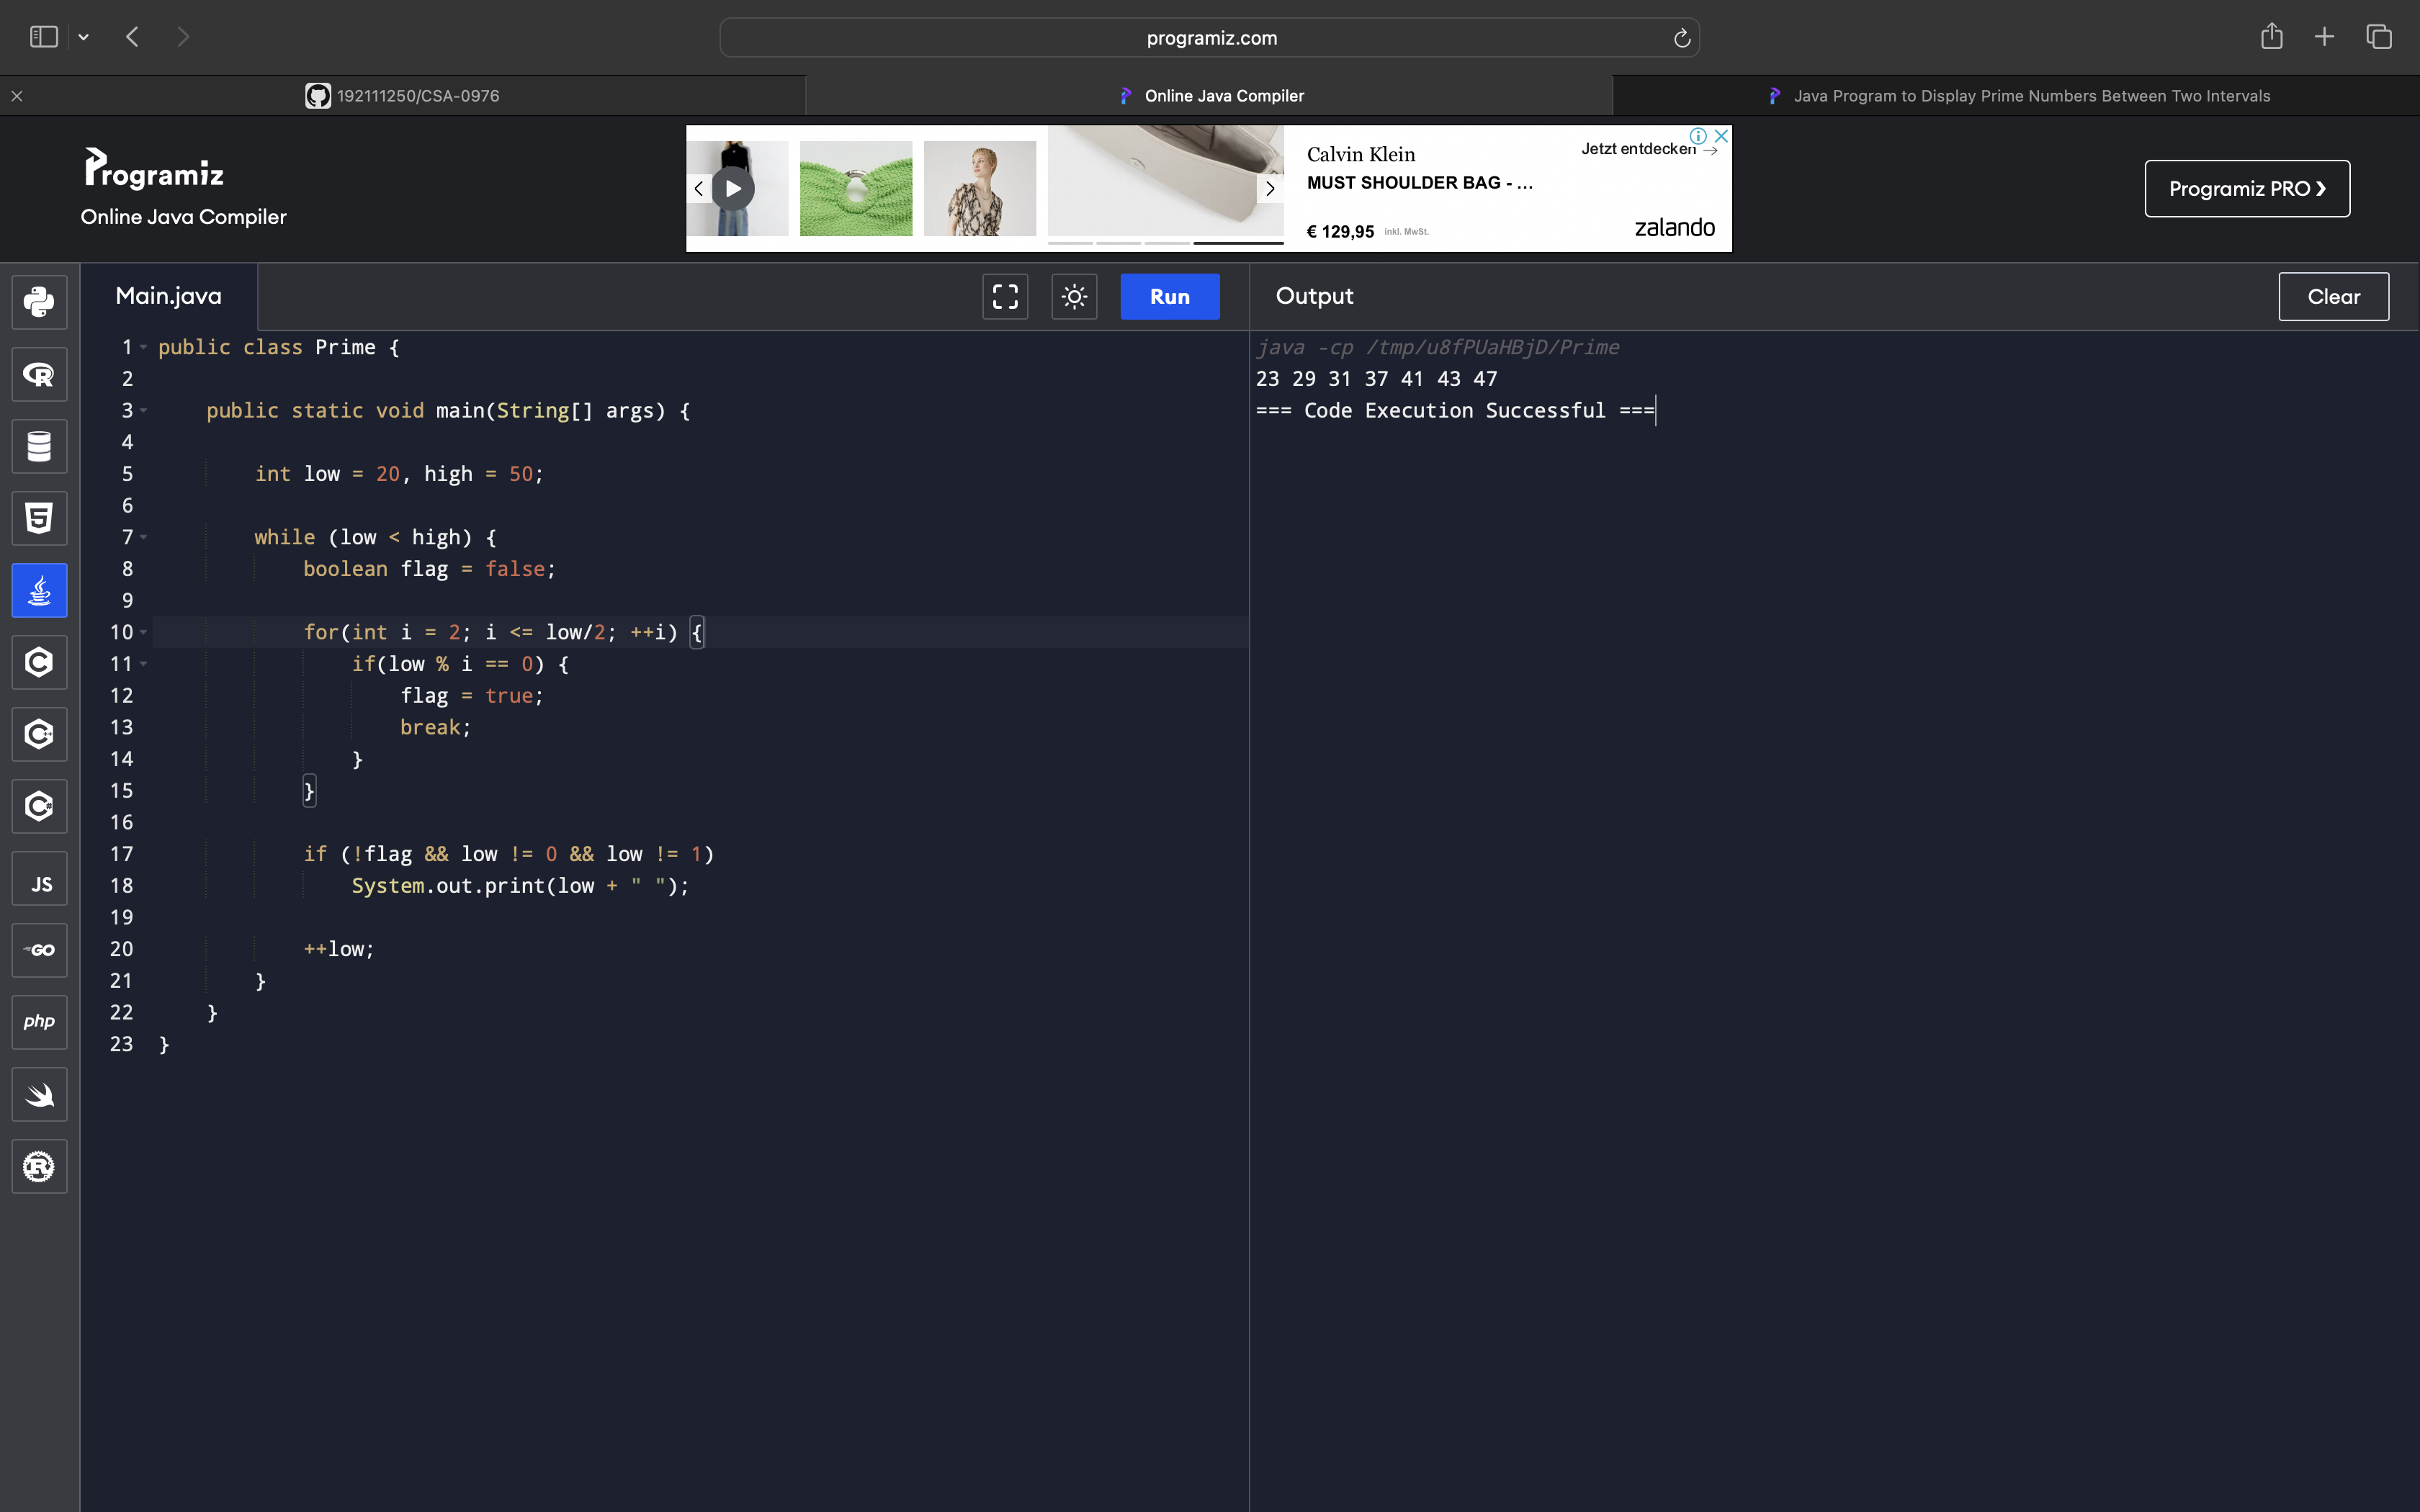 programiz.com
192111250/CSA-0976
Online Java Compiler
Java Program to Display Prime Numbers Between Two Intervals
Programiz
Online Java Compiler
Calvin Klein
MUST SHOULDER BAG - ...
€ 129,95 inkl. MwSt.
Jetzt entdecken →
zalando
Programiz PRO ❯
Main.java
Run
Output
Clear
1 public class Prime {
2
3     public static void main(String[] args) {
4
5         int low = 20, high = 50;
6
7         while (low < high) {
8             boolean flag = false;
9
10             for(int i = 2; i <= low/2; ++i) {
11                 if(low % i == 0) {
12                     flag = true;
13                     break;
14                 }
15             }
16
17             if (!flag && low != 0 && low != 1)
18                 System.out.print(low + " ");
19
20             ++low;
21         }
22     }
23 }
java -cp /tmp/u8fPUaHBjD/Prime
23 29 31 37 41 43 47
=== Code Execution Successful ===
R
5
C
C++
C#
JS
GO
php
R